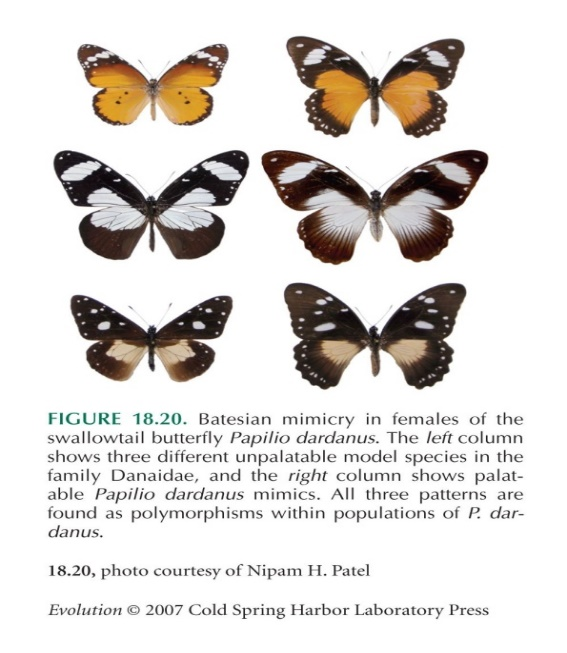 FIGURE 18.20. Batesian mimicry in females of the
swallowtail butterfly Papilio dardanus. The left column
shows three different unpalatable model species in the
family Danaidae, and the right column shows palat-
able Papilio dardanus mimics. All three patterns are
found as polymorphisms within populations of P. dar-
danus.
18.20, photo courtesy of Nipam H. Patel
Evolution © 2007 Cold Spring Harbor Laboratory Press